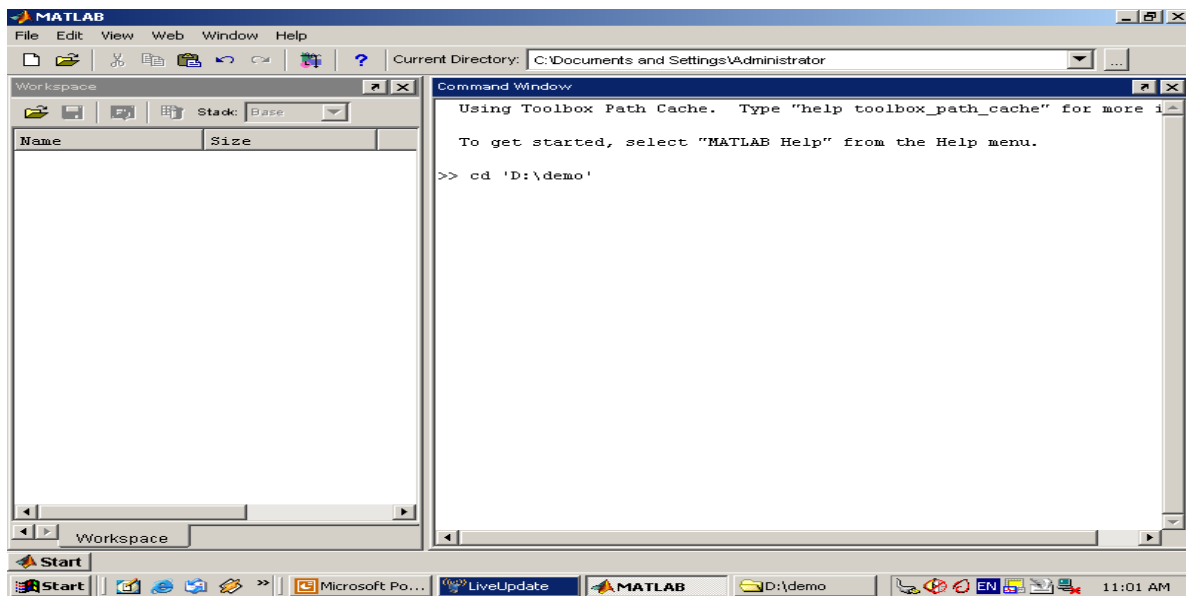 MATLAB
File Edit View Web Window Help
Current Directory: C:\Documents and Settings\Administrator ...
Workspace
Stack: Base
Name Size
Workspace
Command Window
Using Toolbox Path Cache. Type "help toolbox_path_cache" for more i
To get started, select "MATLAB Help" from the Help menu.
>> cd 'D:\demo'
Start
Start » Microsoft Po... LiveUpdate MATLAB D:\demo EN 11:01 AM